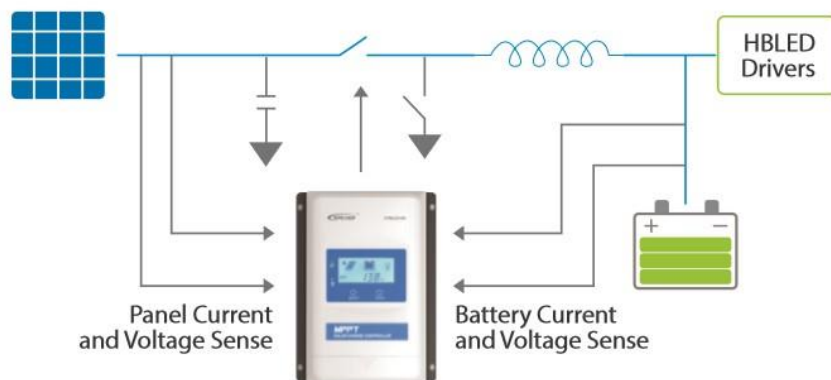 HBLED
Drivers
+ −
Panel Current
and Voltage Sense
Battery Current
and Voltage Sense
MPPT